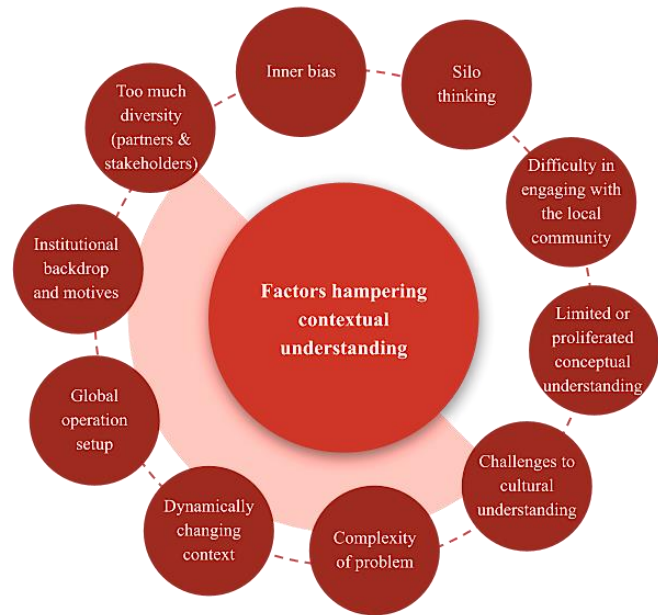 Inner bias
Silo
thinking
Too much
diversity
(partners &
stakeholders)
Difficulty in
engaging with
the local
community
Institutional
backdrop
and motives
Factors hampering
contextual
understanding
Limited or
proliferated
conceptual
understanding
Global
operation
setup
Challenges to
cultural
understanding
Dynamically
changing
context
Complexity
of problem